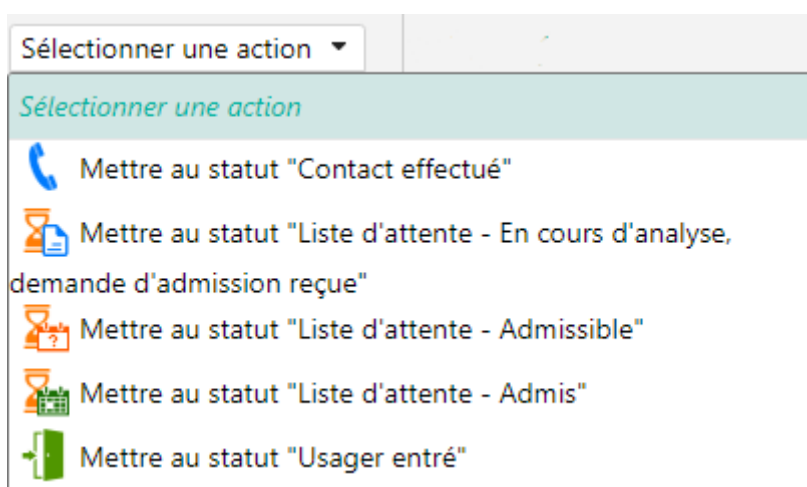 Sélectionner une action
Sélectionner une action
Mettre au statut "Contact effectué"
Mettre au statut "Liste d'attente - En cours d'analyse,
demande d'admission reçue"
Mettre au statut "Liste d'attente - Admissible"
Mettre au statut "Liste d'attente - Admis"
Mettre au statut "Usager entré"